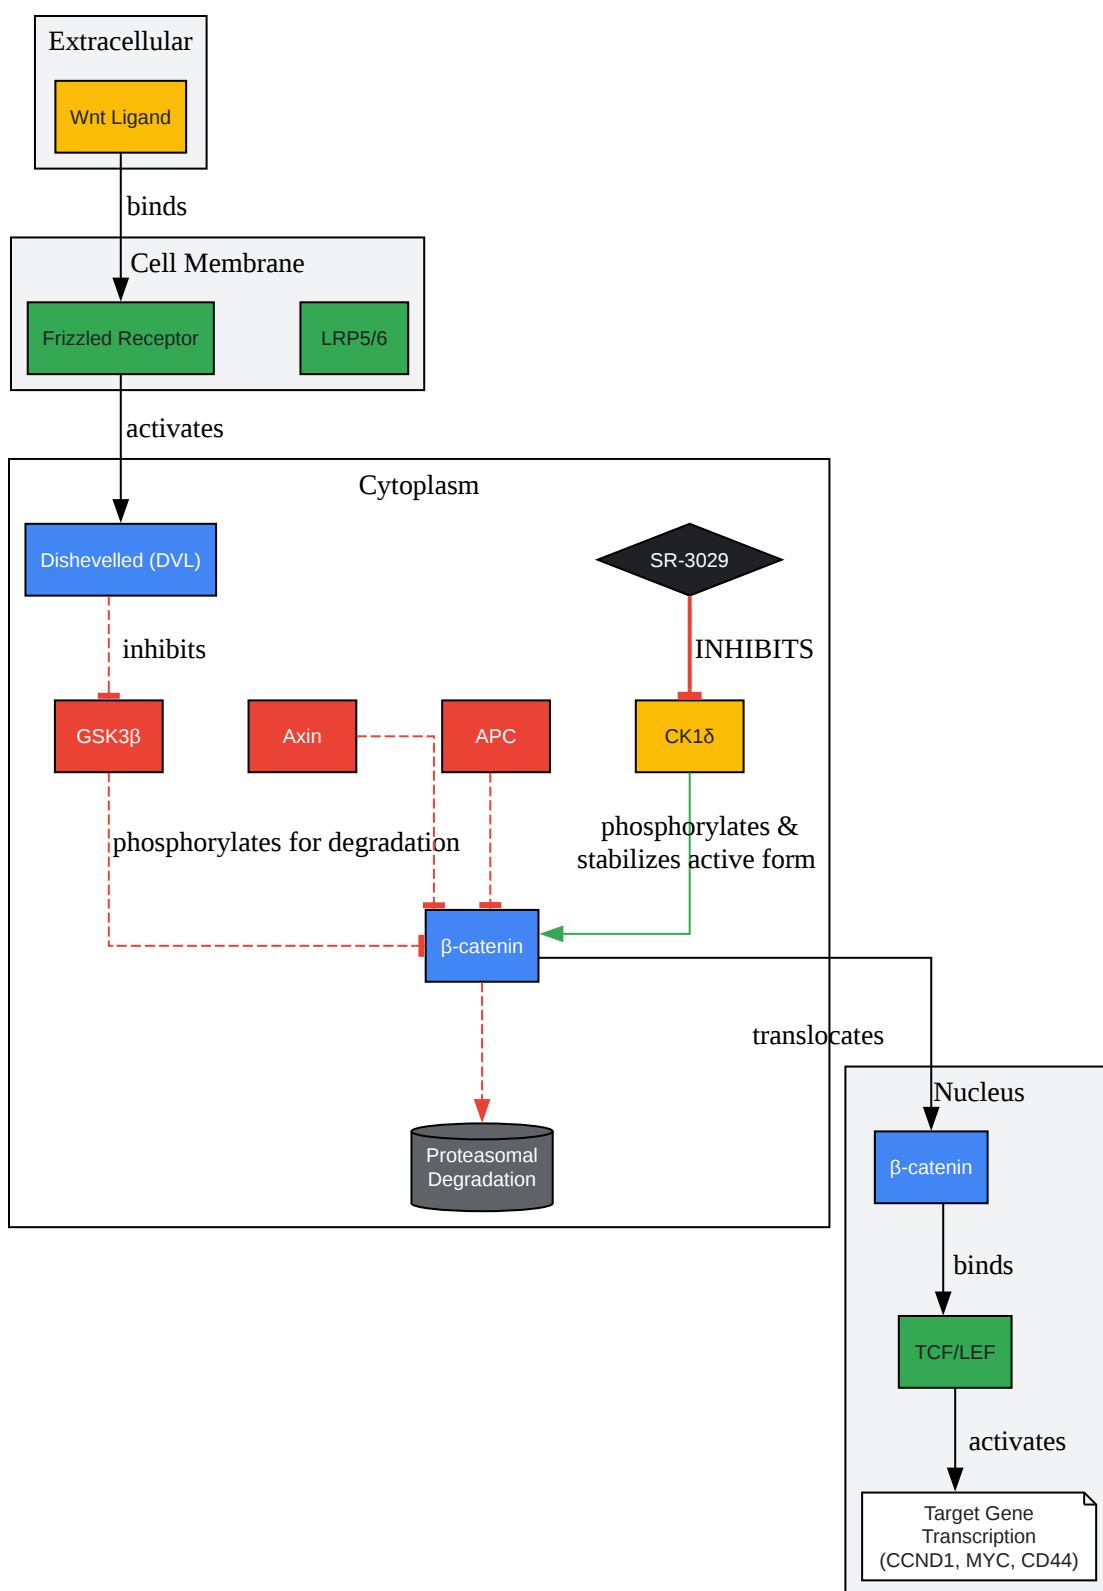 Extracellular
Wnt Ligand
binds
Cell Membrane
Frizzled Receptor
LRP5/6
activates
Cytoplasm
Dishevelled (DVL)
SR-3029
inhibits
INHIBITS
GSK3β
Axin
APC
CK1δ
phosphorylates for degradation
phosphorylates &
stabilizes active form
β-catenin
translocates
Nucleus
Proteasomal
Degradation
β-catenin
binds
TCF/LEF
activates
Target Gene
Transcription
(CCND1, MYC, CD44)